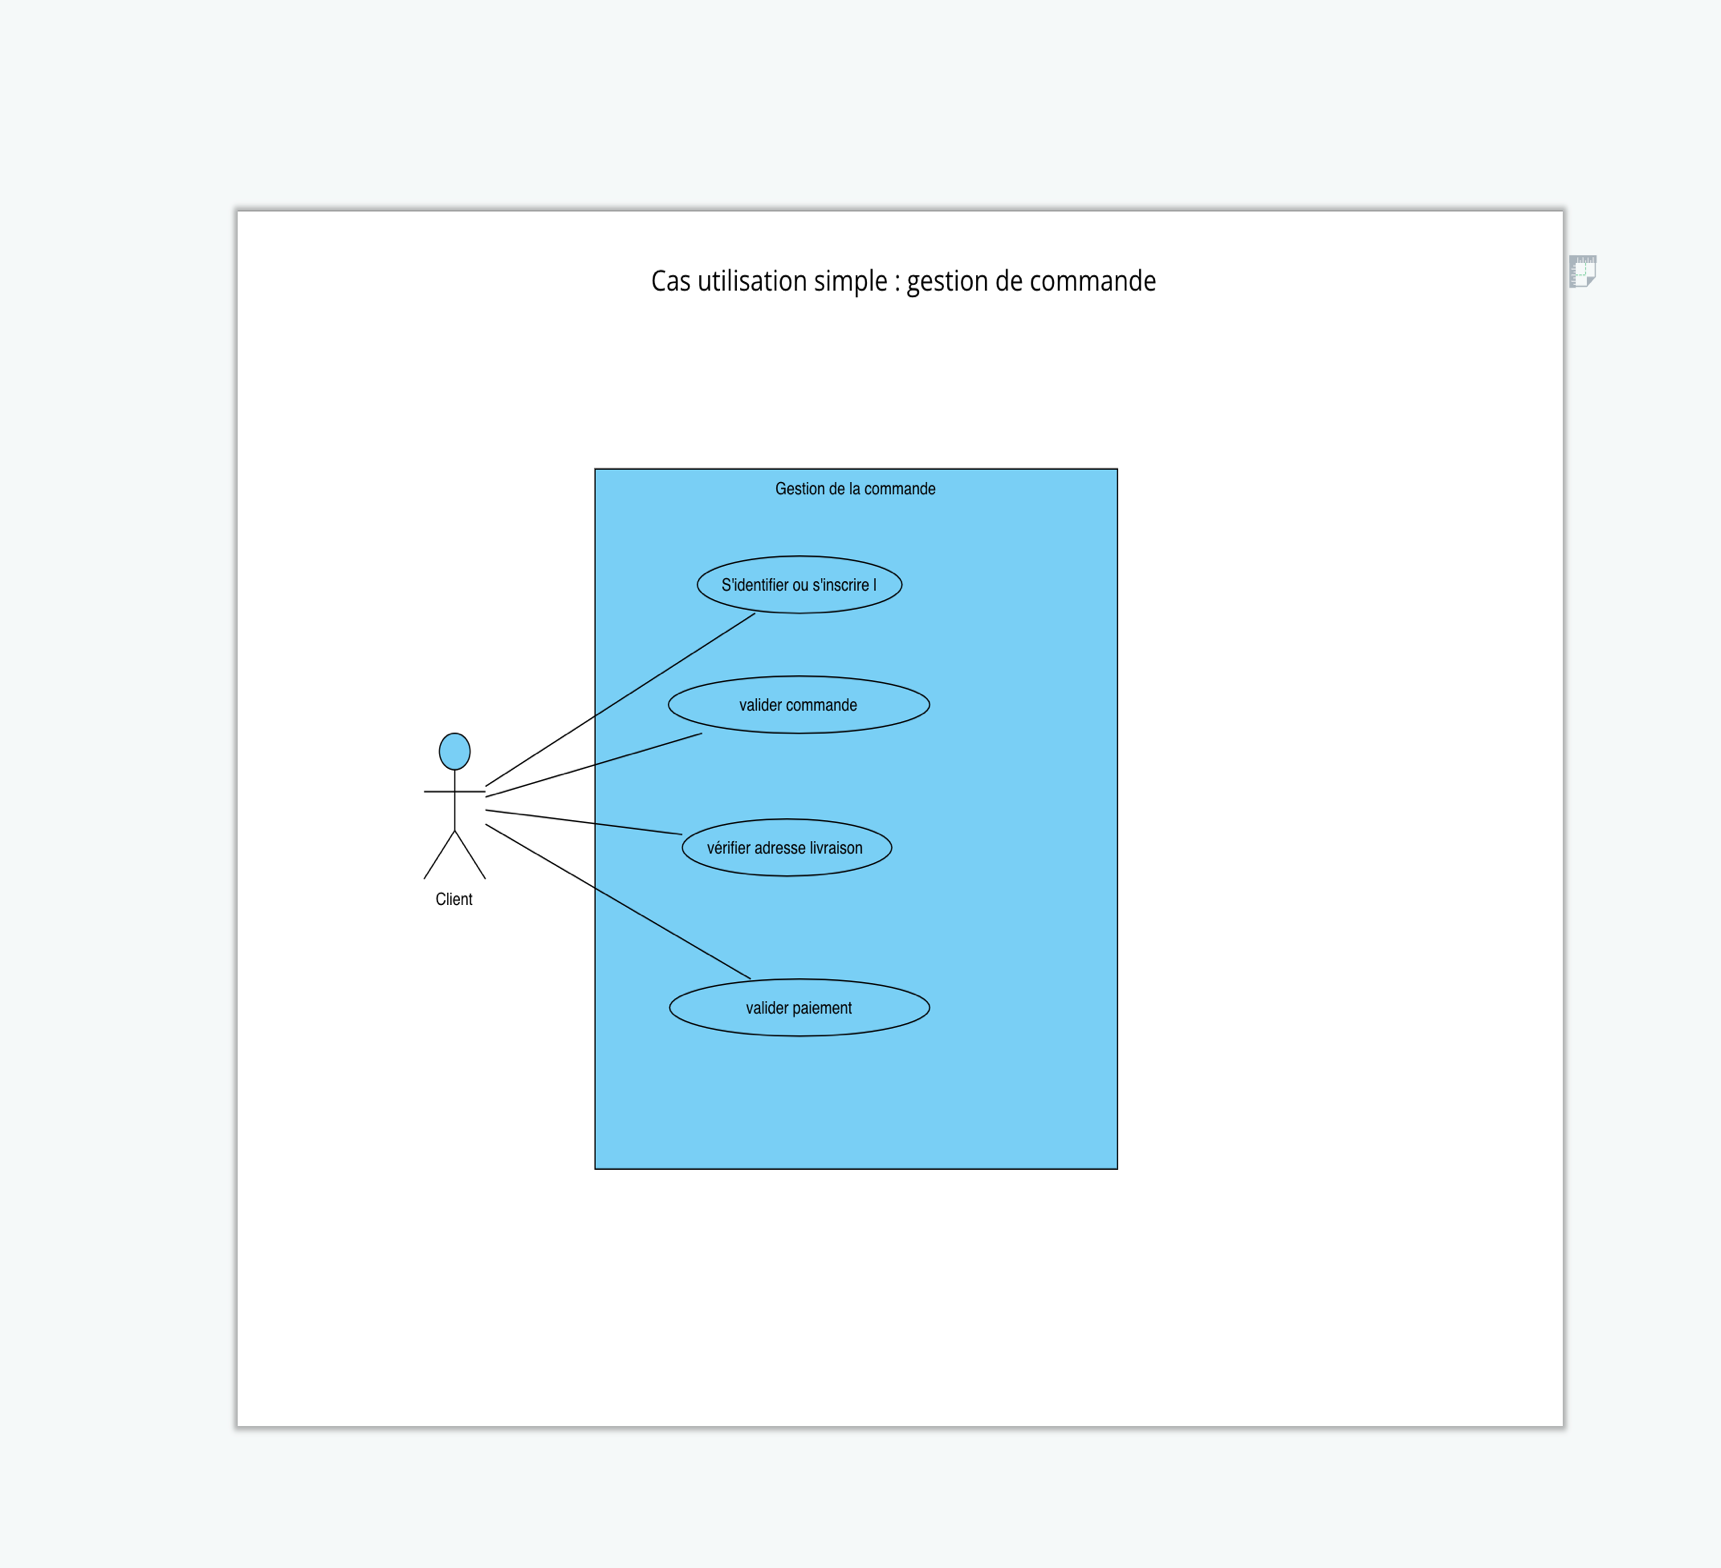 Cas utilisation simple : gestion de commande
Gestion de la commande
S'identifier ou s'inscrire l
valider commande
vérifier adresse livraison
Client
valider paiement